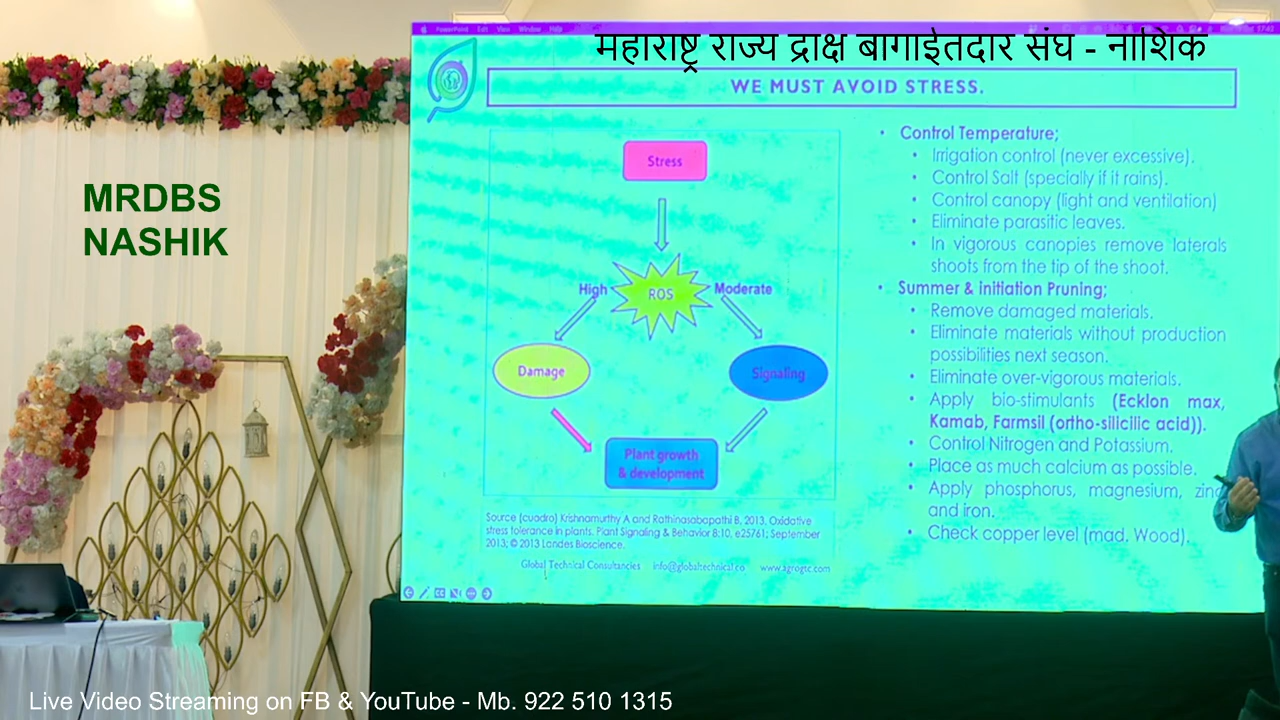 महाराष्ट्र राज्य द्राक्ष बागाईतदार संघ - नाशिक
WE MUST AVOID STRESS.
MRDBS
NASHIK
Stress
High
ROS
Moderate
Damage
Signaling
Plant growth
& development
Source (cuadro) Krishnamurthy A and Rathinasabapathi B, 2013. Oxidative
stress tolerance in plants. Plant Signaling & Behavior 8:10, e25761; September
2013; © 2013 Landes Bioscience.
Global Technical Consultancies info@globaltechnical.co www.agrogtc.com
• Control Temperature;
• Irrigation control (never excessive).
• Control Salt (specially if it rains).
• Control canopy (light and ventilation)
• Eliminate parasitic leaves.
• In vigorous canopies remove laterals
shoots from the tip of the shoot.
• Summer & initiation Pruning;
• Remove damaged materials.
• Eliminate materials without production
possibilities next season.
• Eliminate over-vigorous materials.
• Apply bio-stimulants (Ecklon max,
Kamab, Farmsil (ortho-silicilic acid)).
• Control Nitrogen and Potassium.
• Place as much calcium as possible.
• Apply phosphorus, magnesium, zinc
and iron.
• Check copper level (mad. Wood).
Live Video Streaming on FB & YouTube - Mb. 922 510 1315